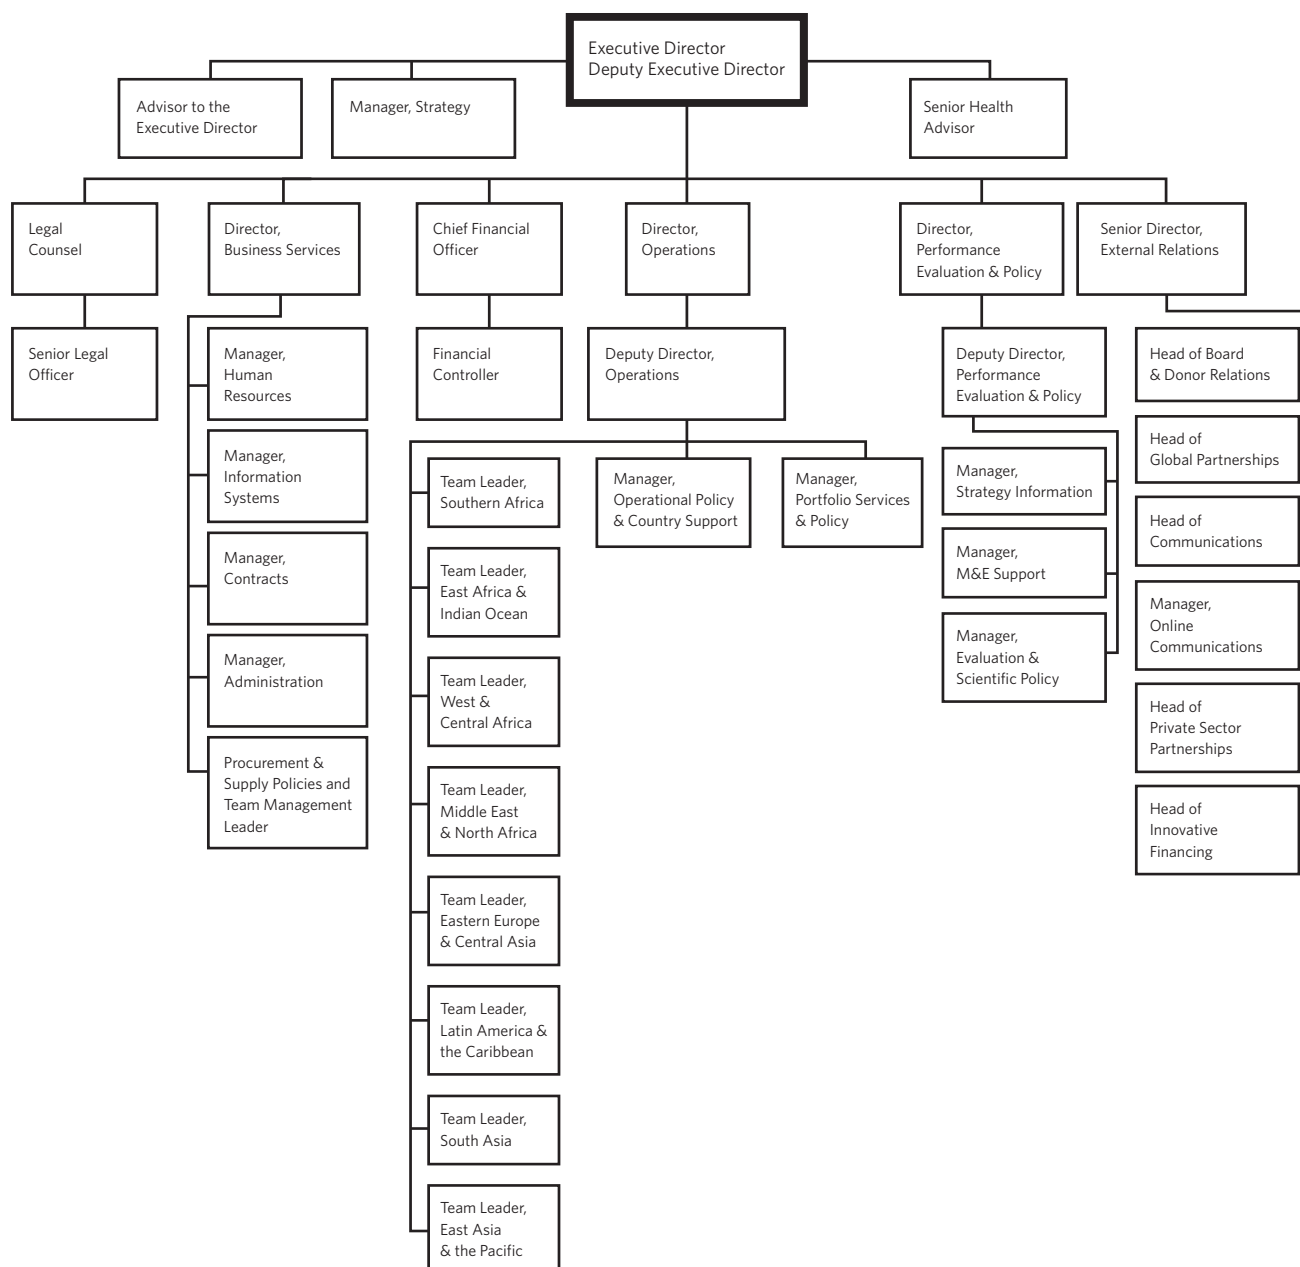 Executive Director
Deputy Executive Director
Advisor to the
Executive Director
Manager, Strategy
Senior Health
Advisor
Legal
Counsel
Director,
Business Services
Chief Financial
Officer
Director,
Operations
Director,
Performance
Evaluation & Policy
Senior Director,
External Relations
Senior Legal
Officer
Manager,
Human
Resources
Manager,
Information
Systems
Manager,
Contracts
Manager,
Administration
Procurement &
Supply Policies and
Team Management
Leader
Financial
Controller
Deputy Director,
Operations
Team Leader,
Southern Africa
Team Leader,
East Africa &
Indian Ocean
Team Leader,
West &
Central Africa
Team Leader,
Middle East
& North Africa
Team Leader,
Eastern Europe
& Central Asia
Team Leader,
Latin America &
the Caribbean
Team Leader,
South Asia
Team Leader,
East Asia
& the Pacific
Manager,
Operational Policy
& Country Support
Manager,
Portfolio Services
& Policy
Deputy Director,
Performance
Evaluation & Policy
Manager,
Strategy Information
Manager,
M&E Support
Manager,
Evaluation &
Scientific Policy
Head of Board
& Donor Relations
Head of
Global Partnerships
Head of
Communications
Manager,
Online
Communications
Head of
Private Sector
Partnerships
Head of
Innovative
Financing